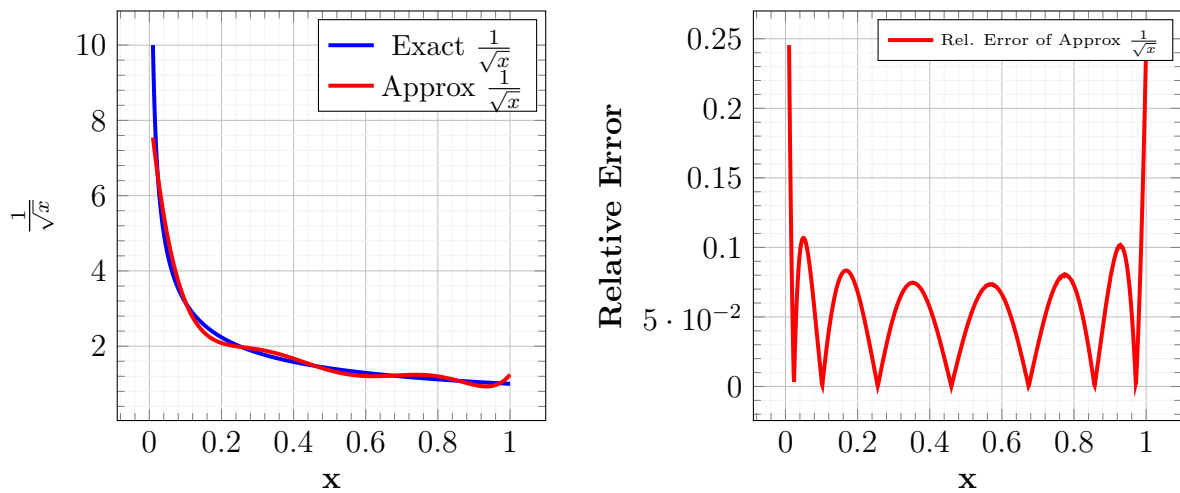 Exact 1/√x
Approx 1/√x
10
8
6
4
2
1/√x
0 0.2 0.4 0.6 0.8 1
x
Rel. Error of Approx 1/√x
0.25
0.2
0.15
0.1
5 · 10⁻²
0
Relative Error
0 0.2 0.4 0.6 0.8 1
x